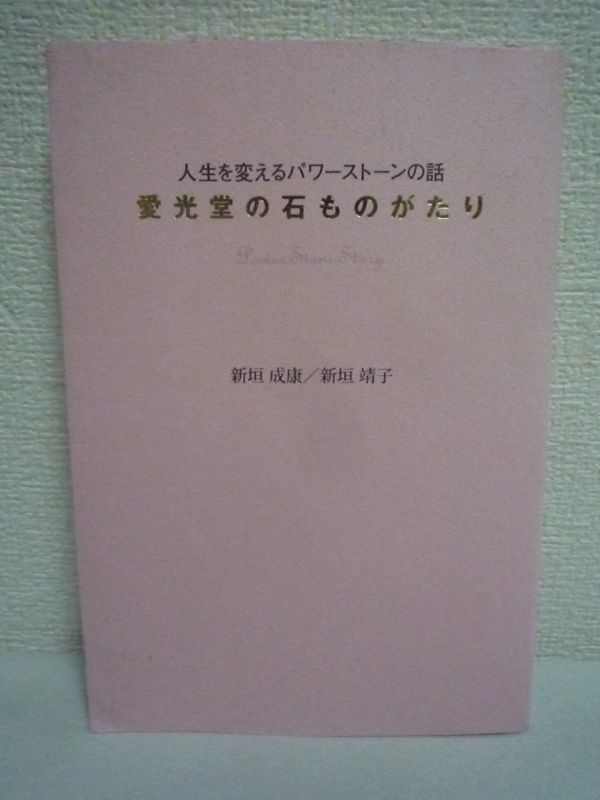 人生を変えるパワーストーンの話
愛光堂の石ものがたり
Power Stone Story
新垣 成康／新垣 靖子